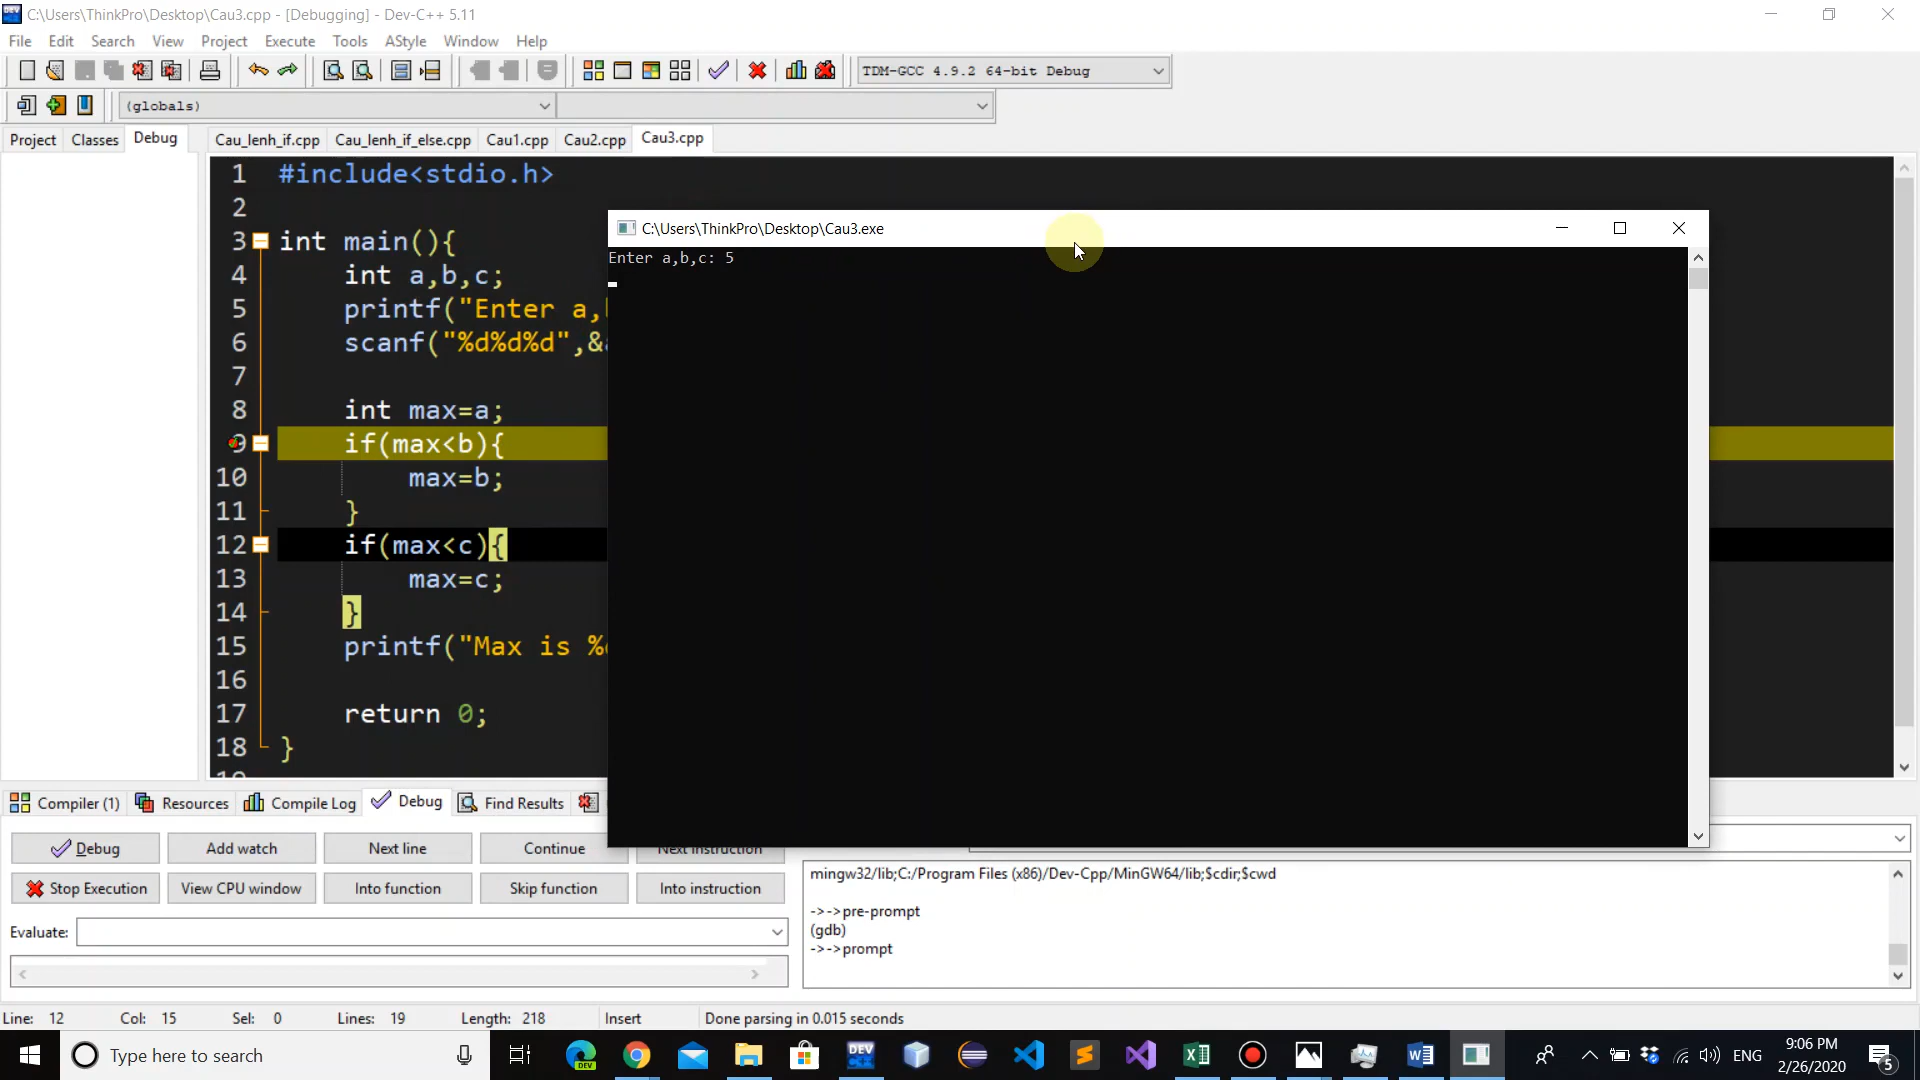 C:\Users\ThinkPro\Desktop\Cau3.cpp - [Debugging] - Dev-C++ 5.11
File Edit Search View Project Execute Tools AStyle Window Help
TDM-GCC 4.9.2 64-bit Debug
(globals)
Project Classes Debug
Cau_lenh_if.cpp Cau_lenh_if_else.cpp Cau1.cpp Cau2.cpp Cau3.cpp
1 #include<stdio.h>
2
3 int main(){
4 int a,b,c;
5 printf("Enter a,
6 scanf("%d%d%d",&
7
8 int max=a;
9 if(max<b){
10 max=b;
11 }
12 if(max<c){
13 max=c;
14 }
15 printf("Max is %
16
17 return 0;
18 }
C:\Users\ThinkPro\Desktop\Cau3.exe
Enter a,b,c: 5
Compiler (1) Resources Compile Log Debug Find Results
Debug Add watch Next line Continue Next instruction
Stop Execution View CPU window Into function Skip function Into instruction
Evaluate:
mingw32/lib;C:/Program Files (x86)/Dev-Cpp/MinGW64/lib;$cdir;$cwd
->->pre-prompt
(gdb)
->->prompt
Line: 12 Col: 15 Sel: 0 Lines: 19 Length: 218 Insert Done parsing in 0.015 seconds
Type here to search
DEV
DEV
ENG
9:06 PM
2/26/2020
5